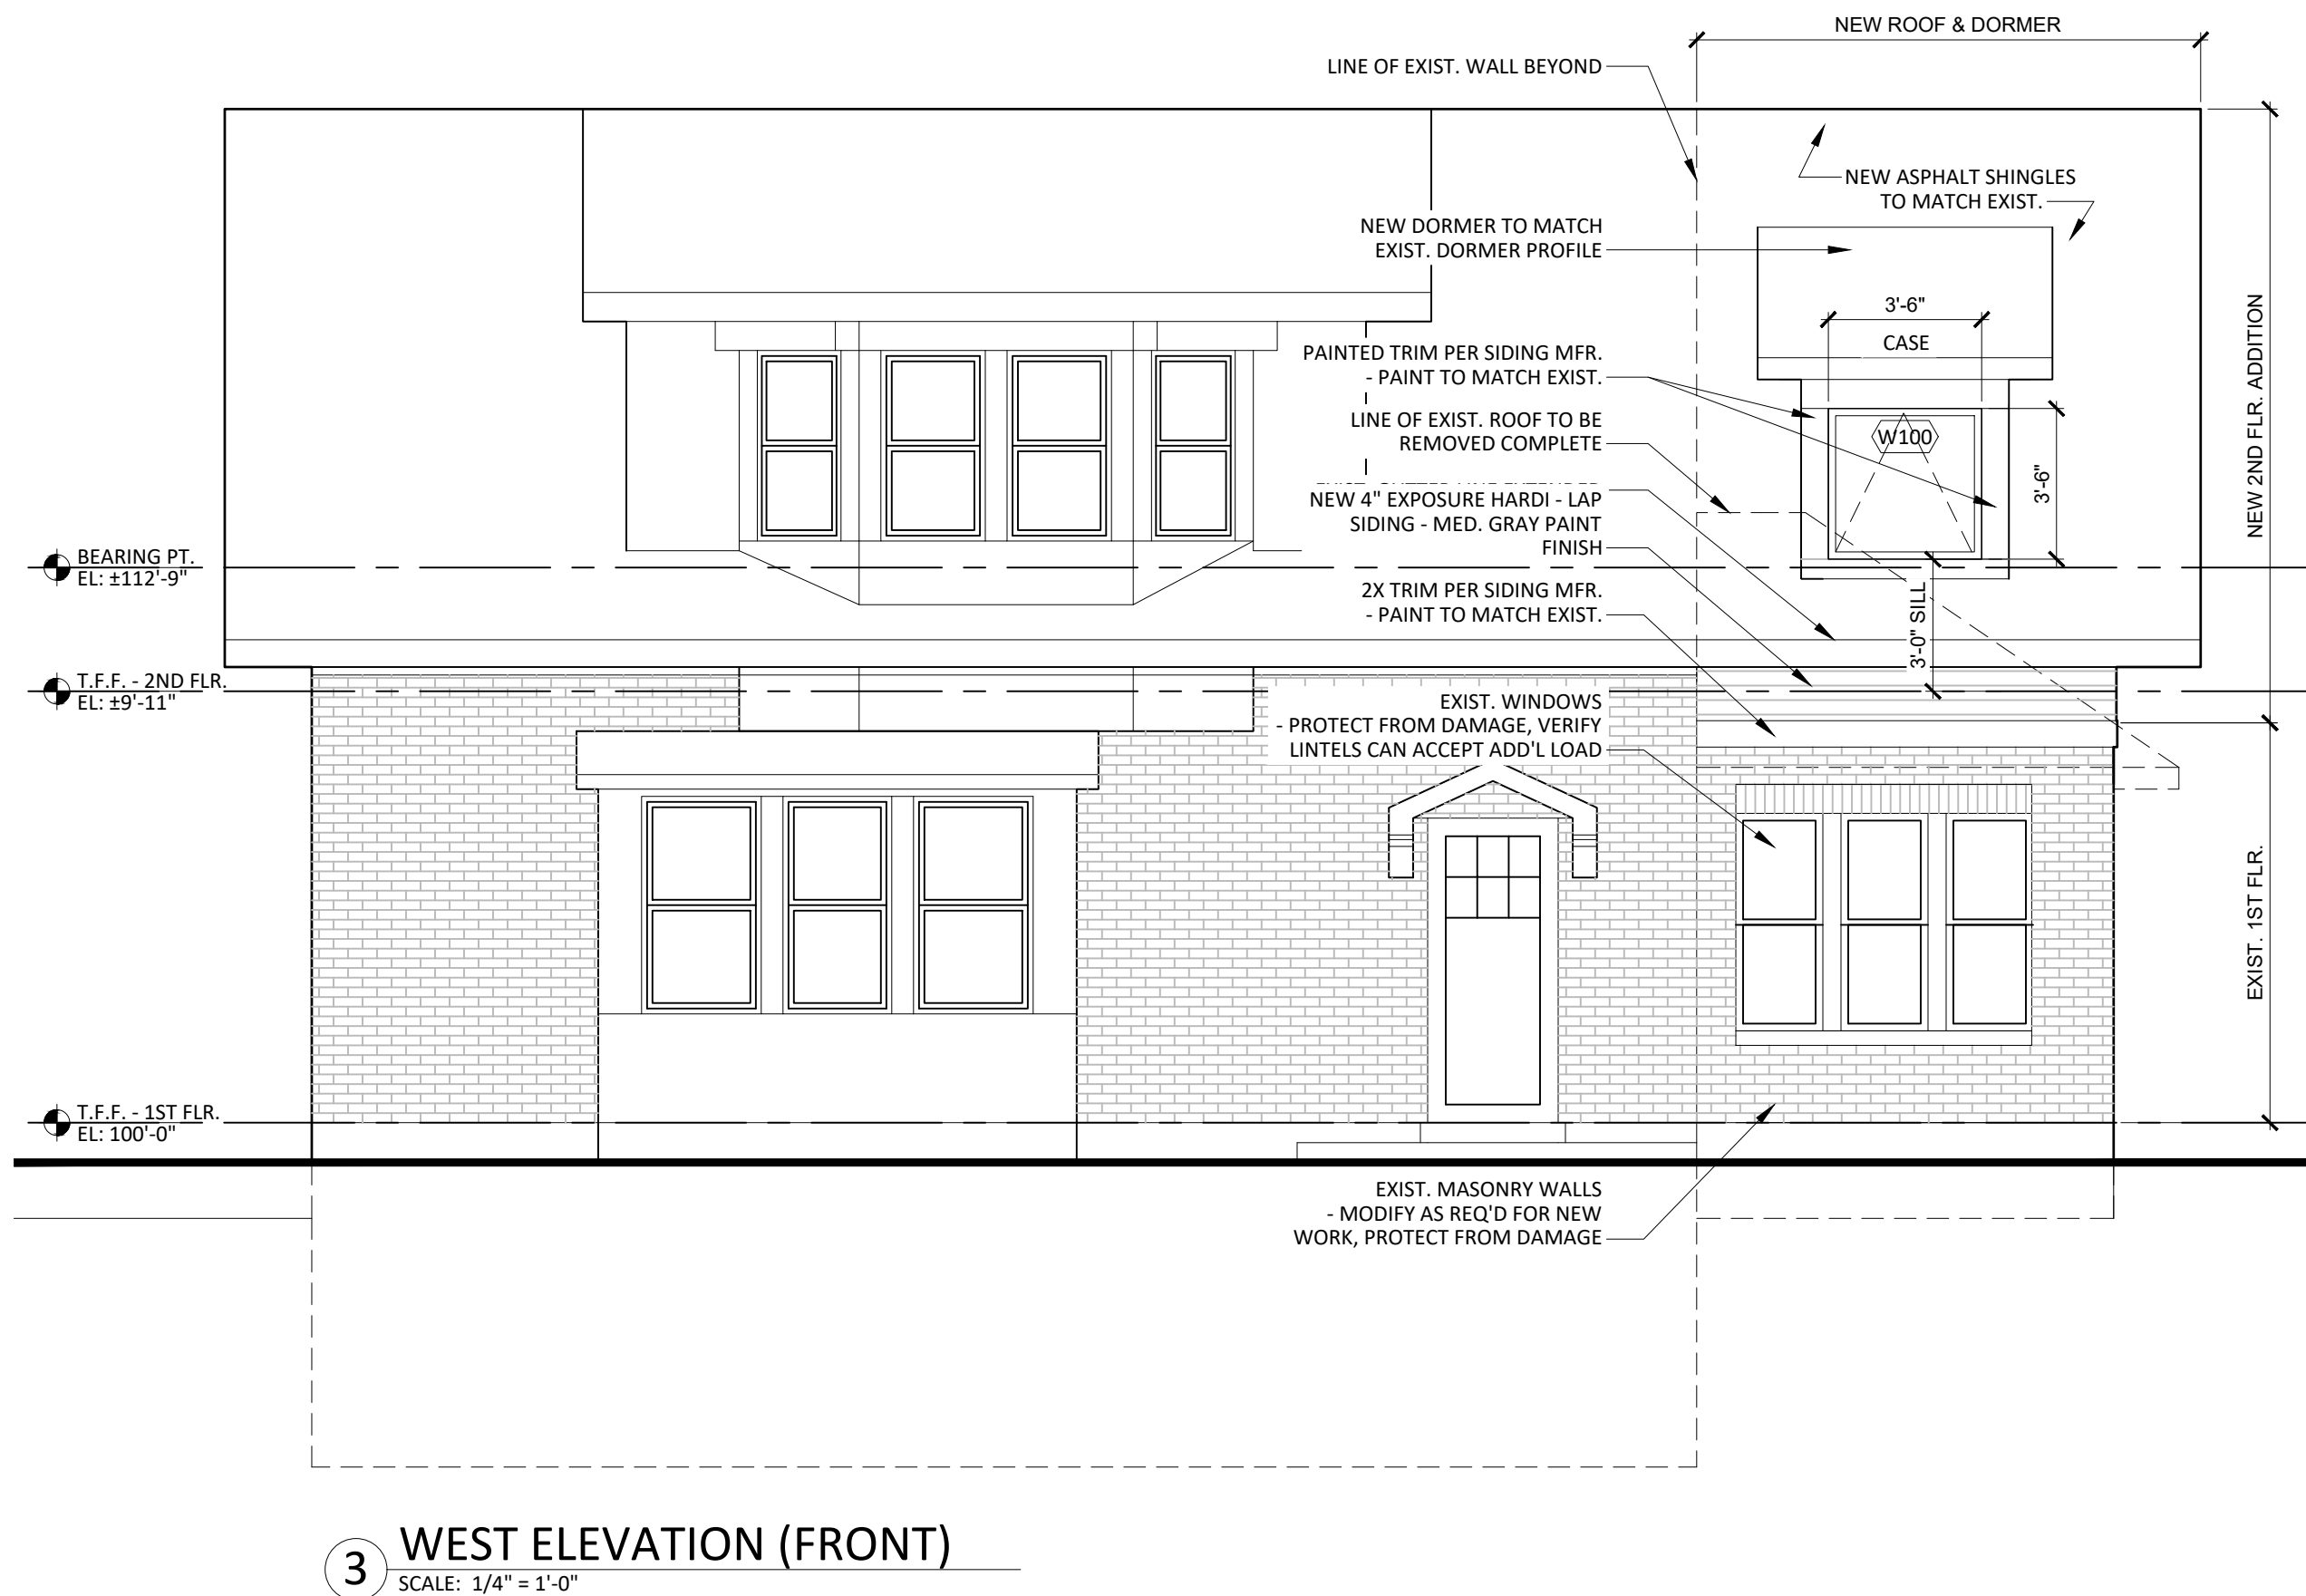 NEW ROOF & DORMER
LINE OF EXIST. WALL BEYOND
NEW ASPHALT SHINGLES
TO MATCH EXIST.
NEW DORMER TO MATCH
EXIST. DORMER PROFILE
3'-6"
CASE
PAINTED TRIM PER SIDING MFR.
- PAINT TO MATCH EXIST.
LINE OF EXIST. ROOF TO BE
REMOVED COMPLETE
W100
3'-6"
NEW 2ND FLR. ADDITION
NEW 4" EXPOSURE HARDI - LAP
SIDING - MED. GRAY PAINT
FINISH
BEARING PT.
EL: ±112'-9"
2X TRIM PER SIDING MFR.
- PAINT TO MATCH EXIST.
3'-0" SILL
T.F.F. - 2ND FLR.
EL: ±9'-11"
EXIST. WINDOWS
- PROTECT FROM DAMAGE, VERIFY
LINTELS CAN ACCEPT ADD'L LOAD
EXIST. 1ST FLR.
T.F.F. - 1ST FLR.
EL: 100'-0"
EXIST. MASONRY WALLS
- MODIFY AS REQ'D FOR NEW
WORK, PROTECT FROM DAMAGE
3
WEST ELEVATION (FRONT)
SCALE: 1/4" = 1'-0"